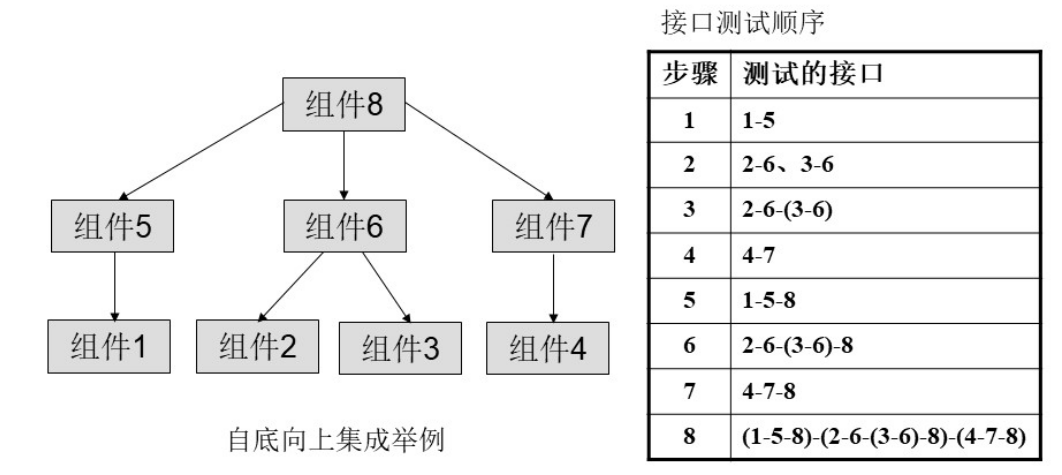 接口测试顺序
组件8
组件5 组件6 组件7
组件1 组件2 组件3 组件4
自底向上集成举例
步骤 测试的接口
1 1-5
2 2-6、3-6
3 2-6-(3-6)
4 4-7
5 1-5-8
6 2-6-(3-6)-8
7 4-7-8
8 (1-5-8)-(2-6-(3-6)-8)-(4-7-8)